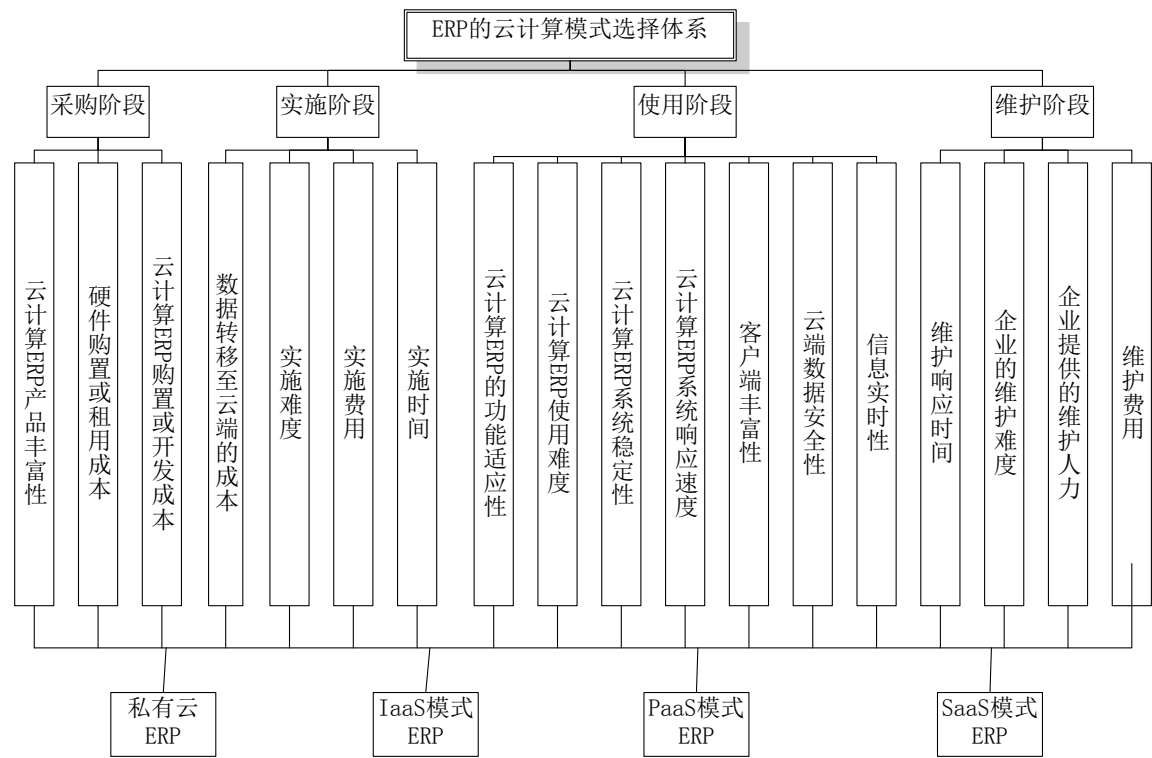 ERP的云计算模式选择体系
采购阶段
实施阶段
使用阶段
维护阶段
云计算ERP产品丰富性
硬件购置或租用成本
云计算ERP购置或开发成本
数据转移至云端的成本
实施难度
实施费用
实施时间
云计算ERP的功能适应性
云计算ERP使用难度
云计算ERP系统稳定性
云计算ERP系统响应速度
客户端丰富性
云端数据安全性
信息实时性
维护响应时间
企业的维护难度
企业提供的维护人力
维护费用
私有云
ERP
IaaS模式
ERP
PaaS模式
ERP
SaaS模式
ERP